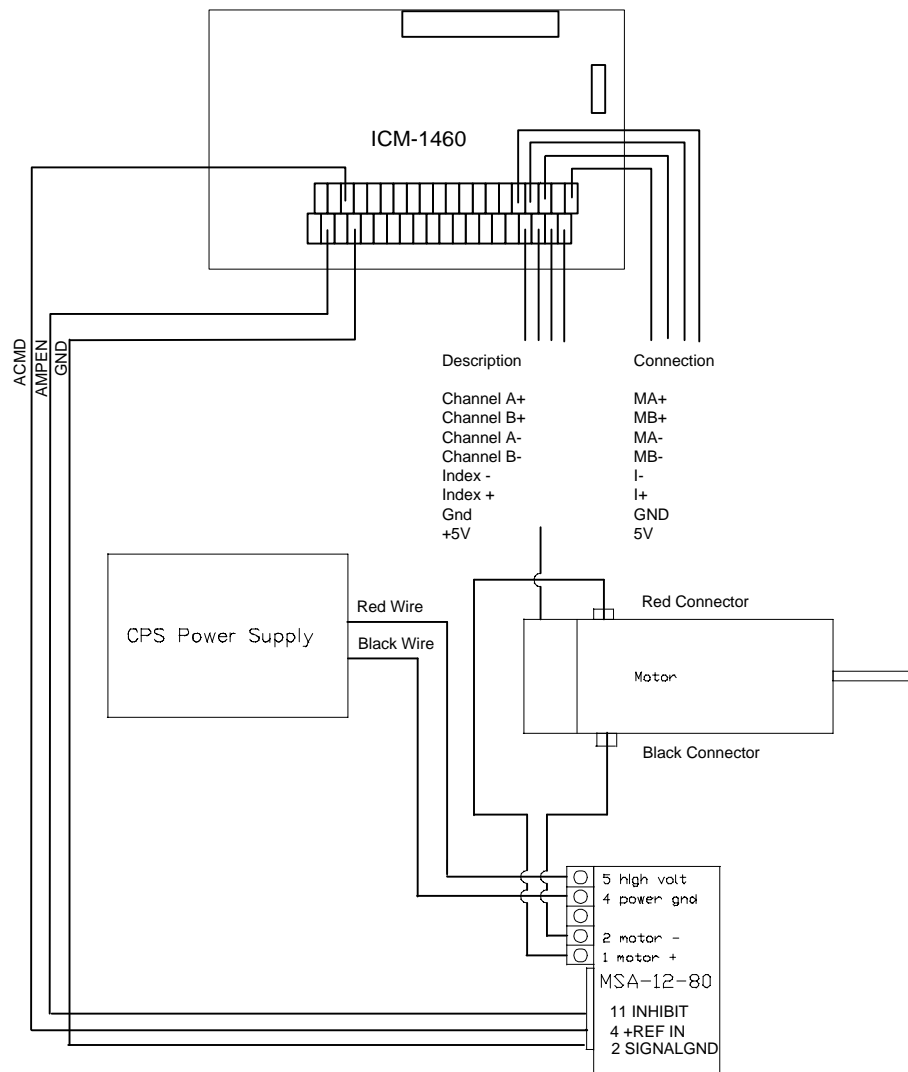 ICM-1460
ACMD
AMPEN
GND
Description Connection
Channel A+ MA+
Channel B+ MB+
Channel A- MA-
Channel B- MB-
Index - I-
Index + I+
Gnd GND
+5V 5V
CPS Power Supply
Red Wire
Black Wire
Red Connector
Motor
Black Connector
5 high volt
4 power gnd
2 motor -
1 motor +
MSA-12-80
11 INHIBIT
4 +REF IN
2 SIGNALGND